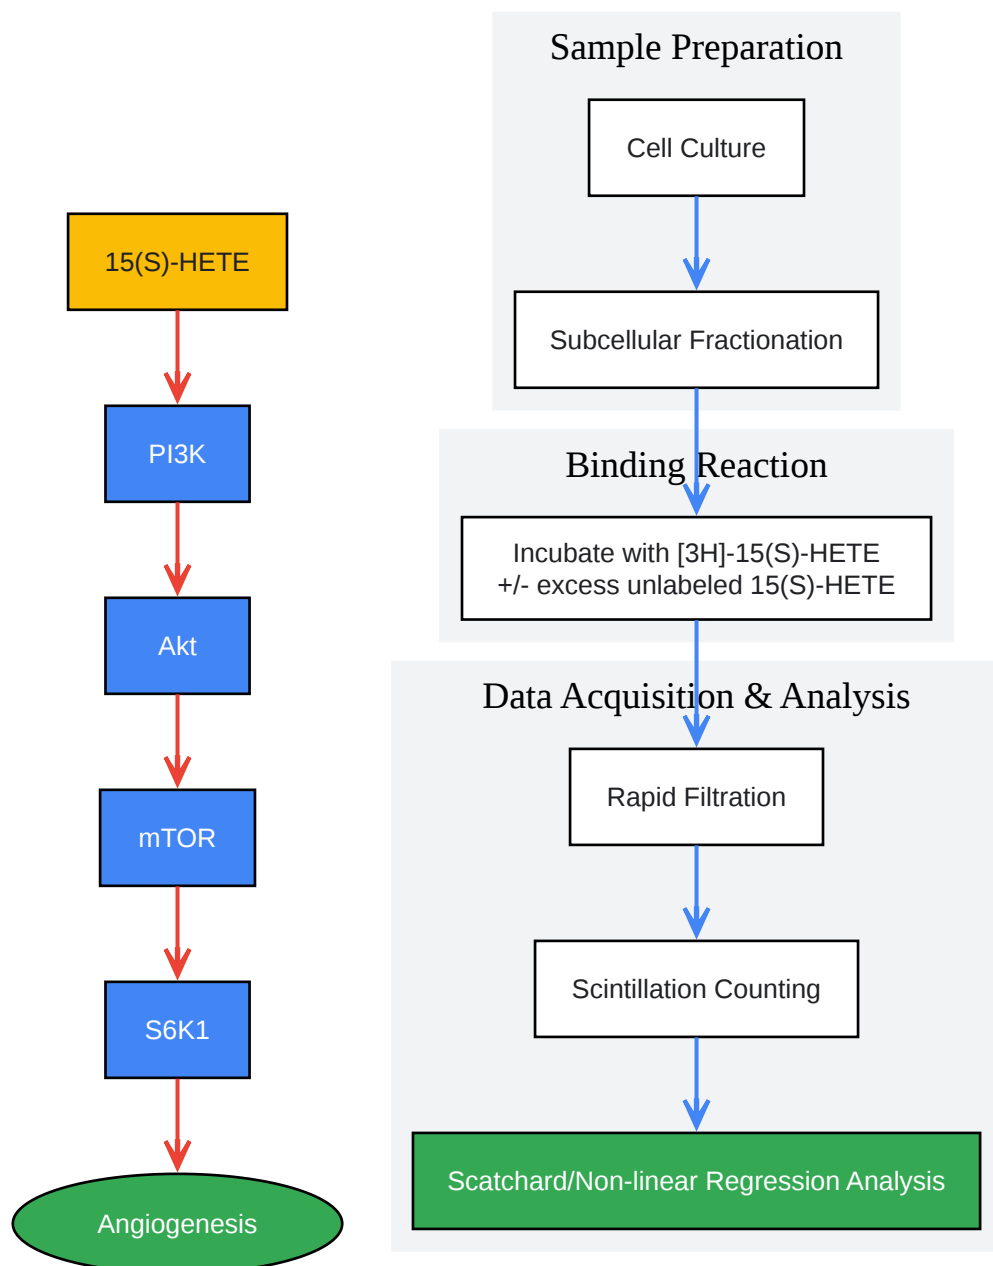 15(S)-HETE
PI3K
Akt
mTOR
S6K1
Angiogenesis
Sample Preparation
Cell Culture
Subcellular Fractionation
Binding Reaction
Incubate with [3H]-15(S)-HETE
+/- excess unlabeled 15(S)-HETE
Data Acquisition & Analysis
Rapid Filtration
Scintillation Counting
Scatchard/Non-linear Regression Analysis